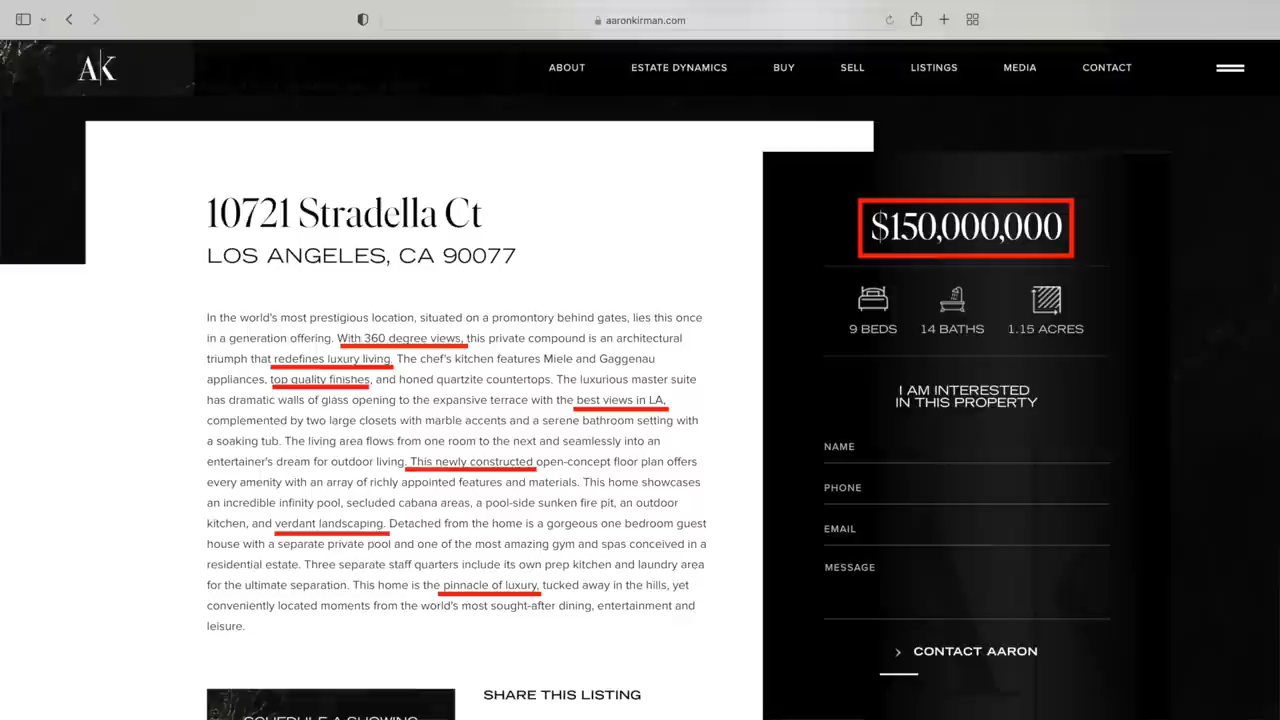 aaronkirman.com
A|K
ABOUT
ESTATE DYNAMICS
BUY
SELL
LISTINGS
MEDIA
CONTACT
10721 Stradella Ct
LOS ANGELES, CA 90077
In the world's most prestigious location, situated on a promontory behind gates, lies this once
in a generation offering. With 360 degree views, this private compound is an architectural
triumph that redefines luxury living. The chef's kitchen features Miele and Gaggenau
appliances, top quality finishes, and honed quartzite countertops. The luxurious master suite
has dramatic walls of glass opening to the expansive terrace with the best views in LA,
complemented by two large closets with marble accents and a serene bathroom setting with
a soaking tub. The living area flows from one room to the next and seamlessly into an
entertainer's dream for outdoor living. This newly constructed open-concept floor plan offers
every amenity with an array of richly appointed features and materials. This home showcases
an incredible infinity pool, secluded cabana areas, a pool-side sunken fire pit, an outdoor
kitchen, and verdant landscaping. Detached from the home is a gorgeous one bedroom guest
house with a separate private pool and one of the most amazing gym and spas conceived in a
residential estate. Three separate staff quarters include its own prep kitchen and laundry area
for the ultimate separation. This home is the pinnacle of luxury, tucked away in the hills, yet
conveniently located moments from the world's most sought-after dining, entertainment and
leisure.
SCHEDULE A SHOWING
SHARE THIS LISTING
$150,000,000
9 BEDS
14 BATHS
1.15 ACRES
I AM INTERESTED
IN THIS PROPERTY
NAME
PHONE
EMAIL
MESSAGE
CONTACT AARON